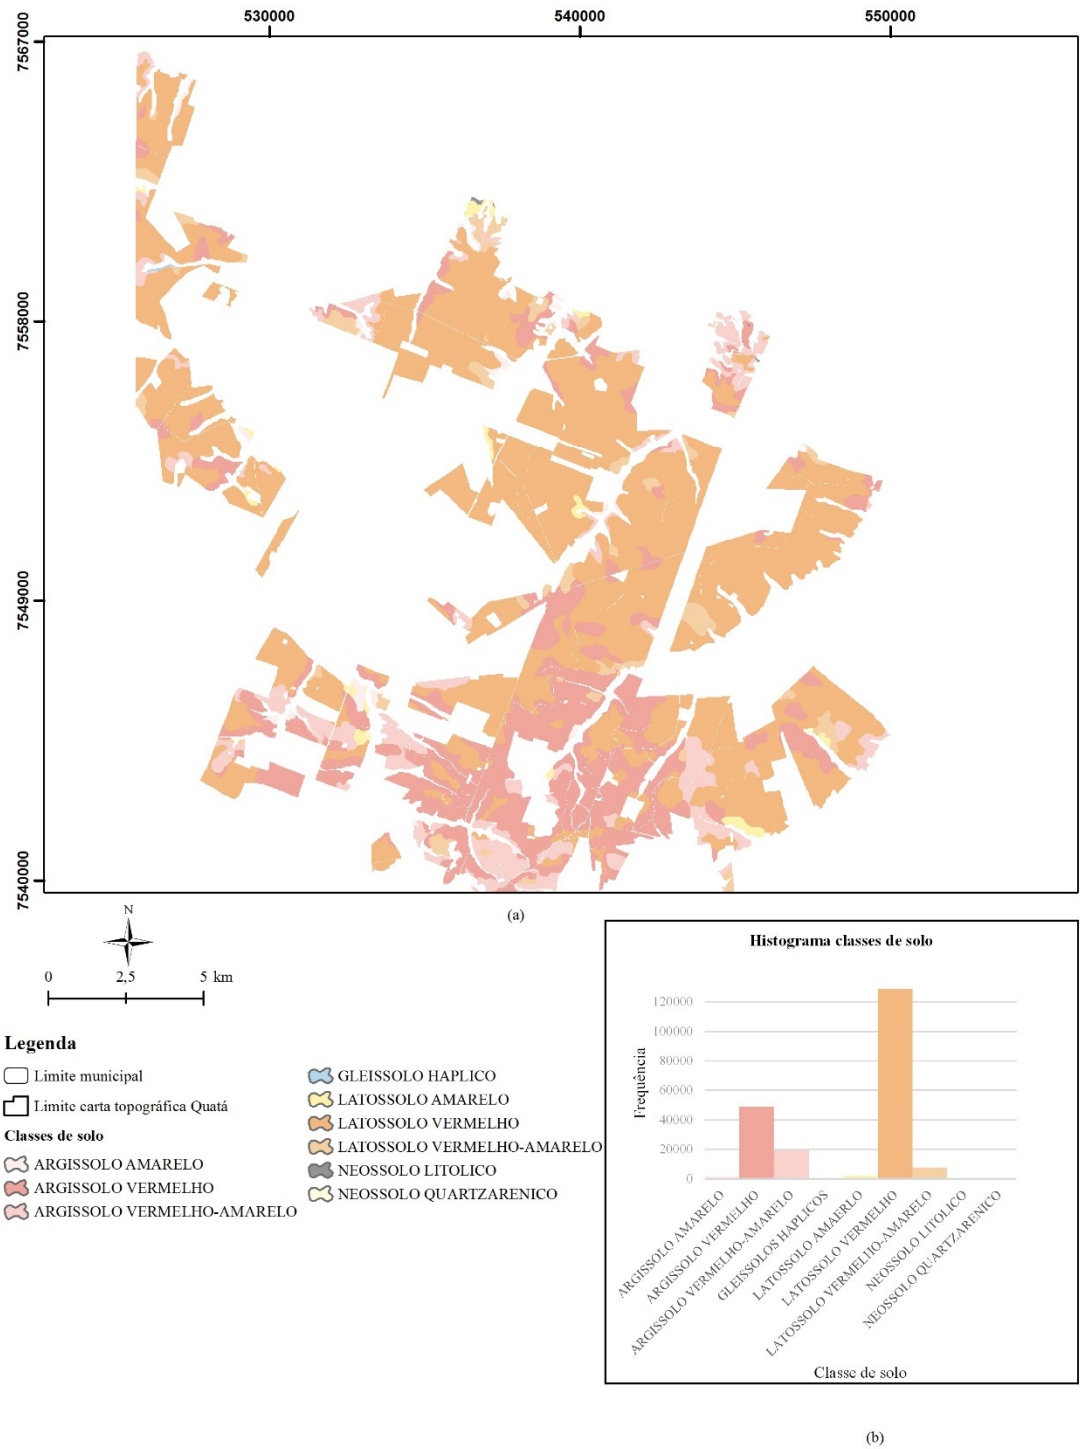 530000 540000 550000
7567000
7558000
7549000
7540000
(a)
N
0 2,5 5 km
Legenda
Limite municipal
Limite carta topográfica Quatá
Classes de solo
ARGISSOLO AMARELO
ARGISSOLO VERMELHO
ARGISSOLO VERMELHO-AMARELO
GLEISSOLO HAPLICO
LATOSSOLO AMARELO
LATOSSOLO VERMELHO
LATOSSOLO VERMELHO-AMARELO
NEOSSOLO LITOLICO
NEOSSOLO QUARTZARENICO
Histograma classes de solo
Frequência
120000
100000
80000
60000
40000
20000
0
ARGISSOLO AMARELO
ARGISSOLO VERMELHO
ARGISSOLO VERMELHO-AMARELO
GLEISSOLOS HAPLICOS
LATOSSOLO AMAERLO
LATOSSOLO VERMELHO
LATOSSOLO VERMELHO-AMARELO
NEOSSOLO LITOLICO
NEOSSOLO QUARTZARENICO
Classe de solo
(b)